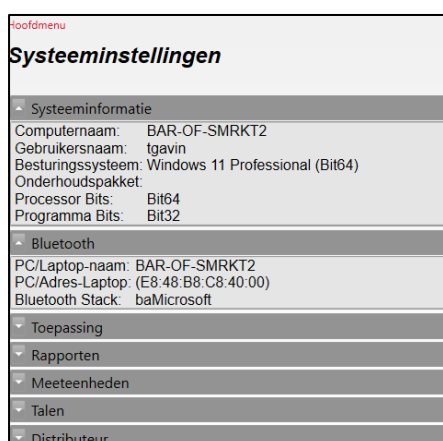 Hoofdmenu
Systeeminstellingen
Systeeminformatie
Computernaam: BAR-OF-SMRKT2
Gebruikersnaam: tgavin
Besturingssysteem: Windows 11 Professional (Bit64)
Onderhoudspakket:
Processor Bits: Bit64
Programma Bits: Bit32
Bluetooth
PC/Laptop-naam: BAR-OF-SMRKT2
PC/Adres-Laptop: (E8:48:B8:C8:40:00)
Bluetooth Stack: baMicrosoft
Toepassing
Rapporten
Meeteenheden
Talen
Distributeur